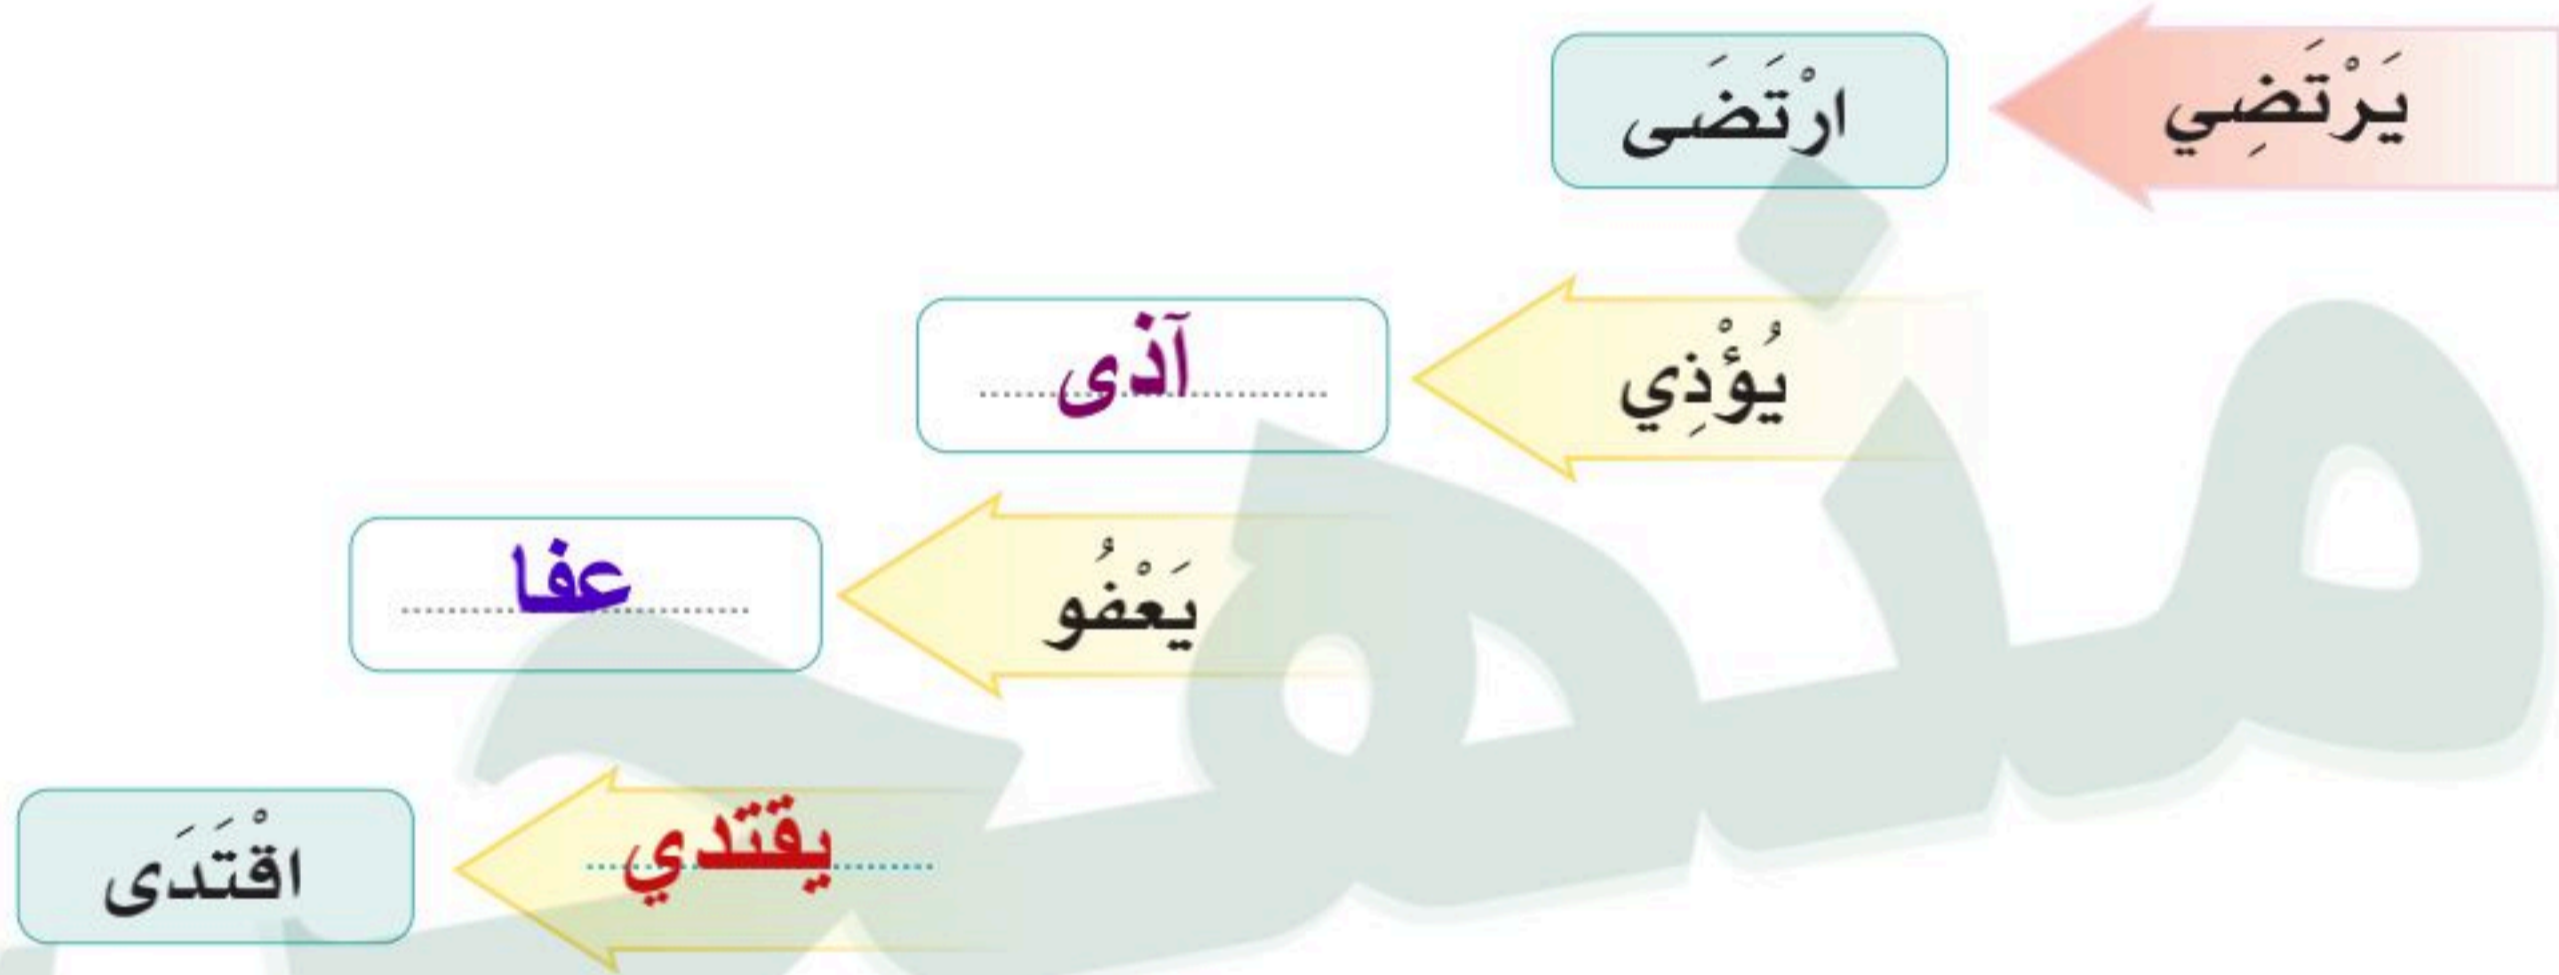 يَرْتَضِي ارْتَضَى
يُؤْذِي آذى
يَعْفُو عفا
يقتدي اقْتَدَى